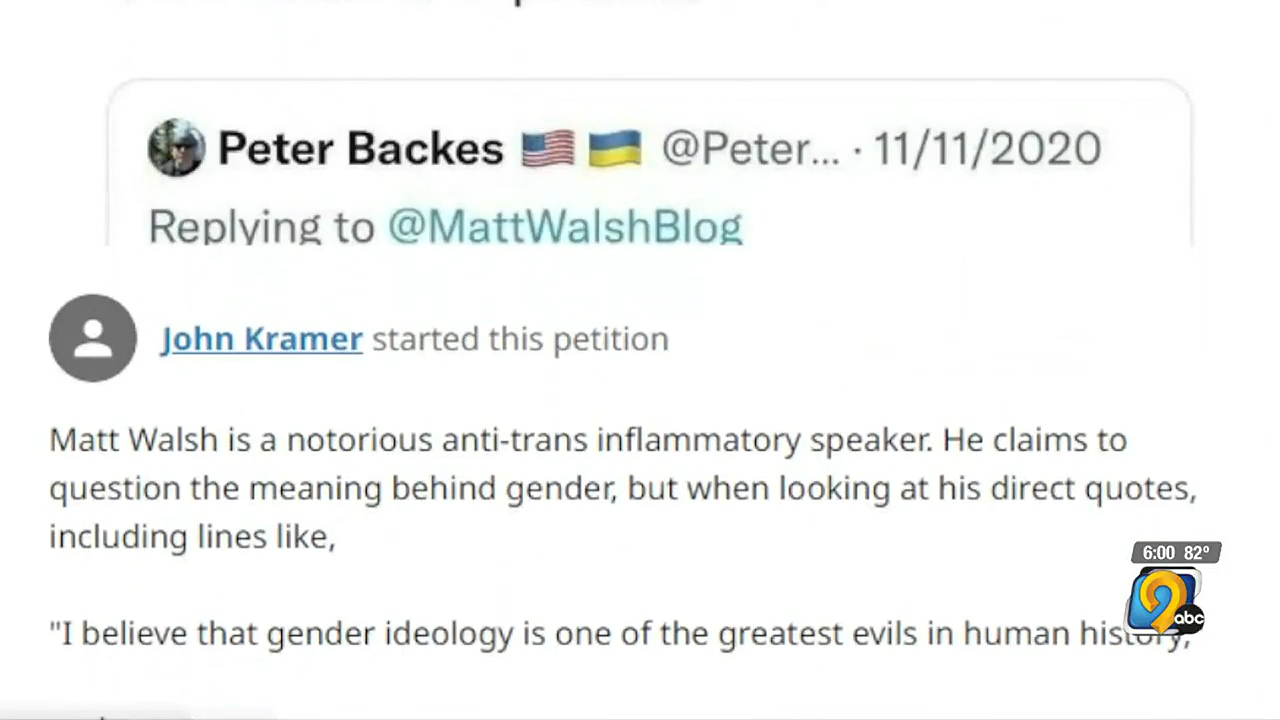 Peter Backes 🇺🇸 🇺🇦 @Peter... · 11/11/2020
Replying to @MattWalshBlog
John Kramer started this petition
Matt Walsh is a notorious anti-trans inflammatory speaker. He claims to
question the meaning behind gender, but when looking at his direct quotes,
including lines like,
6:00 82°
9
abc
"I believe that gender ideology is one of the greatest evils in human history,"